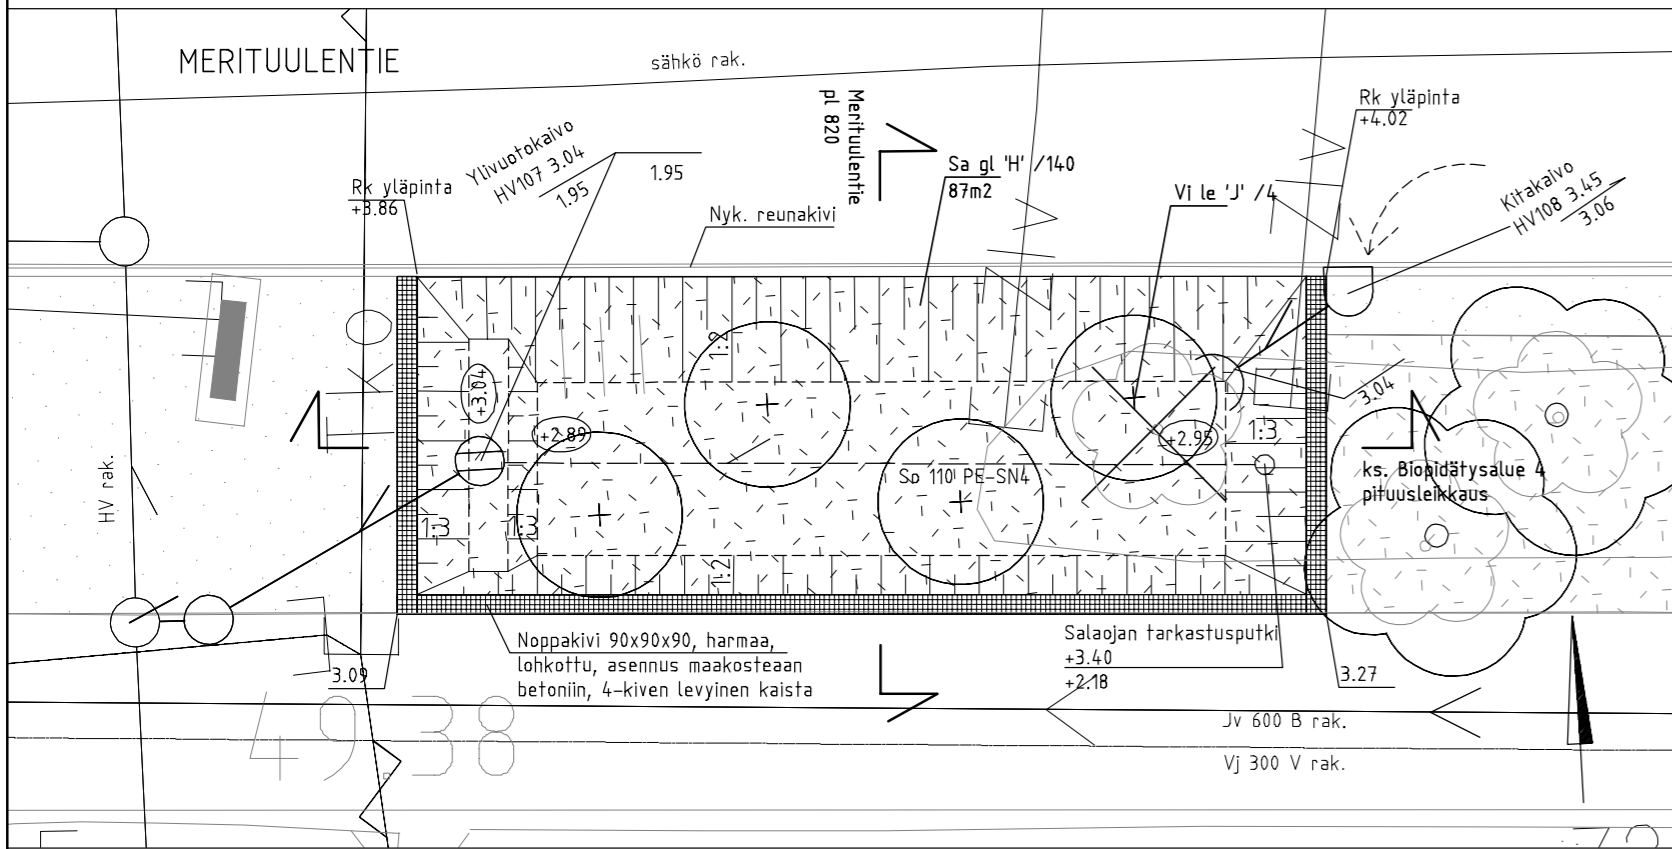 MERITUULENTIE
sähkö rak.
Merituulentie
pl 820
Rk yläpinta
+4.02
Ylivuotokaivo
HV107 3.04
1.95
1.95
Rk yläpinta
+3.86
Nyk. reunakivi
Sa gl 'H' /140
87m2
Vi le 'J' /4
Kitakaivo
HV108 3.45
3.06
1:2
+3.04
+2.89
+2.95
1:3
3.04
HV rak.
Sp 110 PE-SN4
ks. Biopidätysalue 4
pituusleikkaus
1:3
1:3
1:2
Noppakivi 90x90x90, harmaa,
lohkottu, asennus maakosteaan
betoniin, 4-kiven levyinen kaista
Salaojan tarkastusputki
+3.40
+2.18
3.09
3.27
49.38
Jv 600 B rak.
Vj 300 V rak.